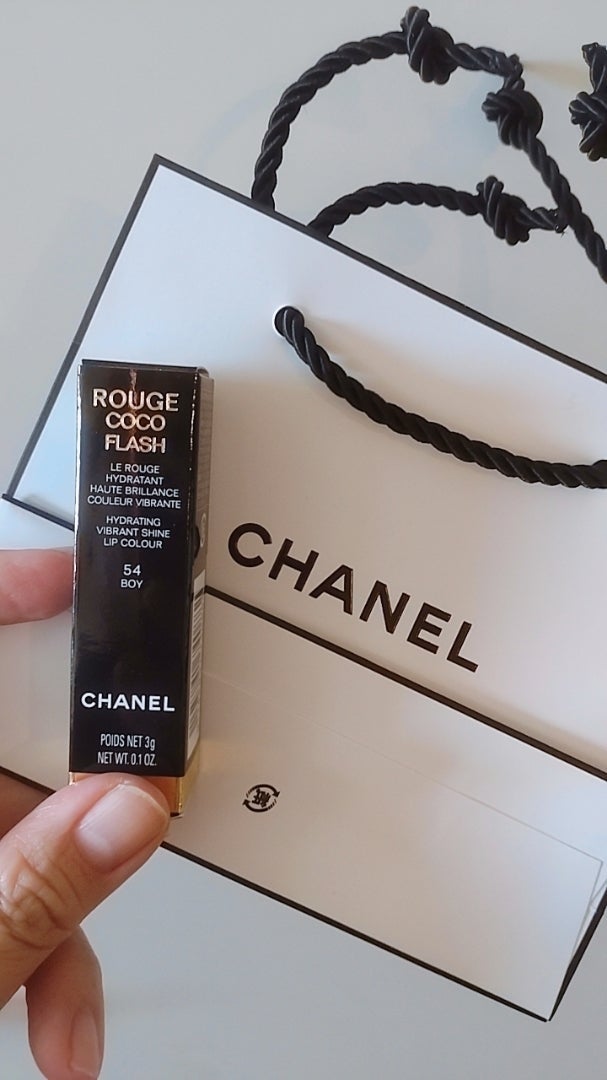 ROUGE
COCO
FLASH
LE ROUGE
HYDRATANT
HAUTE BRILLANCE
COULEUR VIBRANTE
HYDRATING
VIBRANT SHINE
LIP COLOUR
54
BOY
CHANEL
POIDS NET 3g
NET WT. 0.1 OZ.
CHANEL